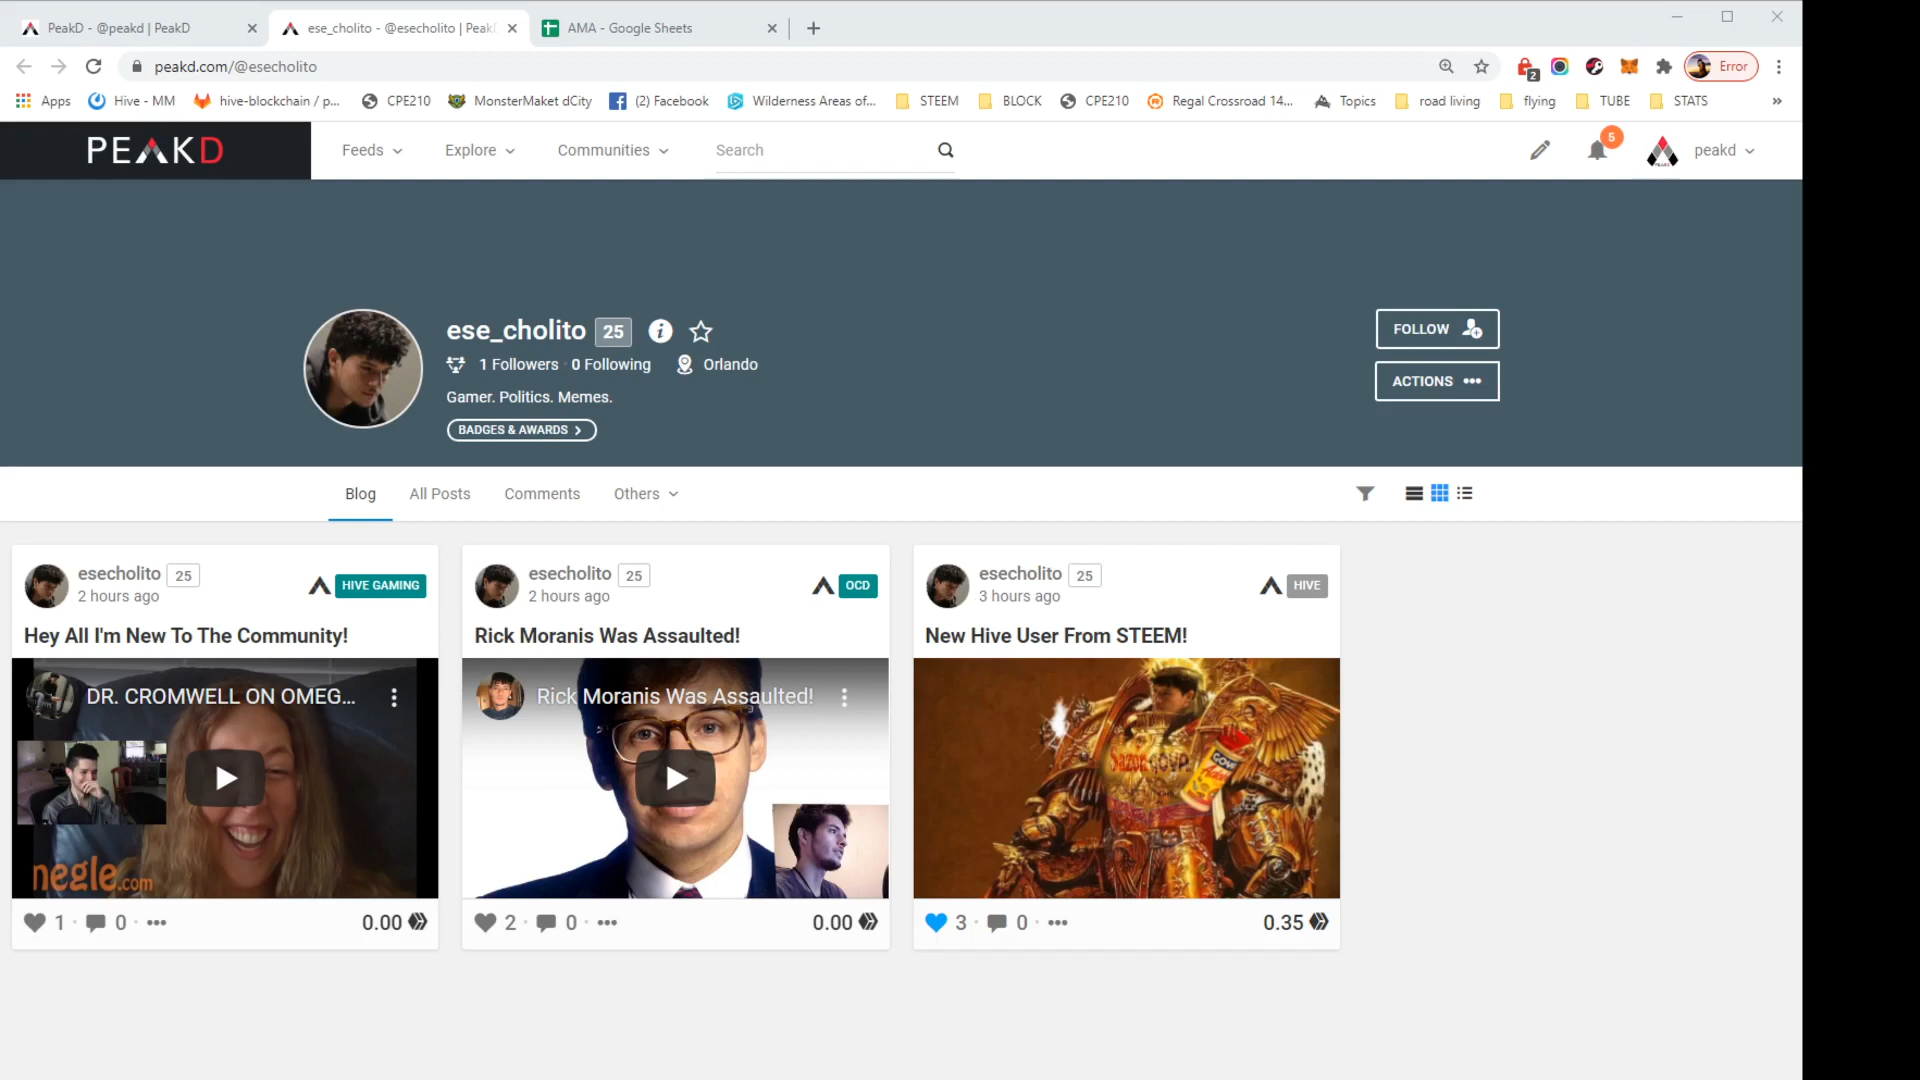 PeakD - @peakd | PeakD
ese_cholito - @esecholito | Peak
AMA - Google Sheets
peakd.com/@esecholito
2
Error
Apps
Hive - MM
hive-blockchain / p...
CPE210
MonsterMaket dCity
(2) Facebook
Wilderness Areas of...
STEEM
BLOCK
CPE210
Regal Crossroad 14...
Topics
road living
flying
TUBE
STATS
»
PEAKD
Feeds
Explore
Communities
Search
5
peakd
ese_cholito 25
1 Followers · 0 Following
Orlando
Gamer. Politics. Memes.
BADGES & AWARDS
FOLLOW
ACTIONS
Blog
All Posts
Comments
Others
esecholito 25
2 hours ago
HIVE GAMING
Hey All I'm New To The Community!
DR. CROMWELL ON OMEG...
negle.com
1 · 0 ·
0.00
esecholito 25
2 hours ago
OCD
Rick Moranis Was Assaulted!
Rick Moranis Was Assaulted!
2 · 0 ·
0.00
esecholito 25
3 hours ago
HIVE
New Hive User From STEEM!
GOYA
3 · 0 ·
0.35